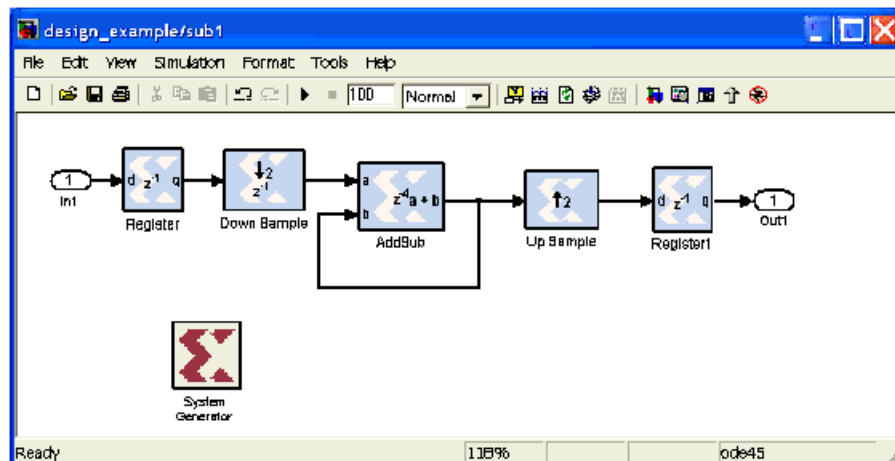 design_example/sub1
File Edit View Simulation Format Tools Help
100 Normal
1
In1
d z⁻¹ q
Register
↓2
z⁻¹
Down Sample
a
b
z⁻⁴a + b
AddSub
↑2
Up Sample
d z⁻¹ q
Register1
1
Out1
System
Generator
Ready 118% ode45